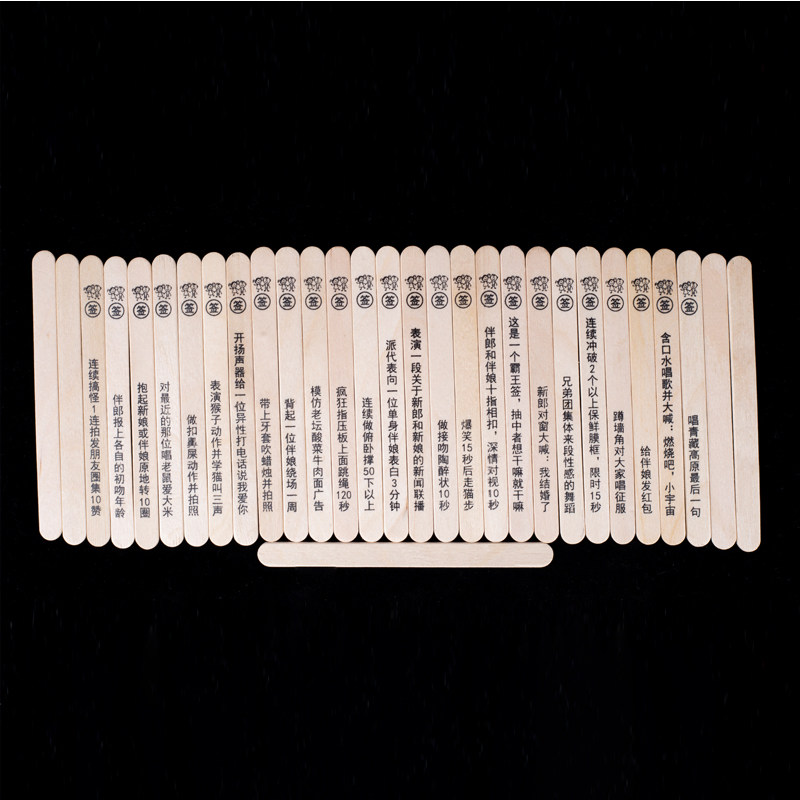 签
连续搞怪1连拍发朋友圈集10赞
签
伴郎报上各自的初吻年龄
签
抱起新娘或伴娘原地转10圈
签
对最近的那位唱老鼠爱大米
签
做扣鼻屎动作并拍照
签
表演猴子动作并学猫叫三声
签
开扬声器给一位异性打电话说我爱你
签
带上牙套吹蜡烛并拍照
签
背起一位伴娘绕场一周
签
模仿老坛酸菜牛肉面广告
签
疯狂指压板上面跳绳120秒
签
连续做俯卧撑50下以上
签
派代表向一位单身伴娘表白3分钟
签
表演一段关于新郎和新娘的新闻联播
签
做接吻陶醉状10秒
签
爆笑15秒后走猫步
签
伴郎和伴娘十指相扣，深情对视10秒
签
这是一个霸王签，抽中者想干嘛就干嘛
签
新郎对窗大喊：我结婚了
签
兄弟团集体来段性感的舞蹈
签
连续冲破2个以上保鲜膜框，限时15秒
签
蹲墙角对大家唱征服
签
给伴娘发红包
签
含口水唱歌并大喊：燃烧吧，小宇宙
签
唱青藏高原最后一句